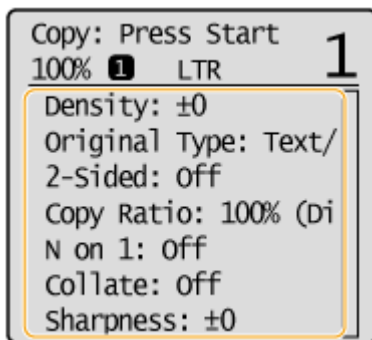 Copy: Press Start
1
100% 1 LTR
Density: ±0
Original Type: Text/
2-Sided: Off
Copy Ratio: 100% (Di
N on 1: Off
Collate: Off
Sharpness: ±0